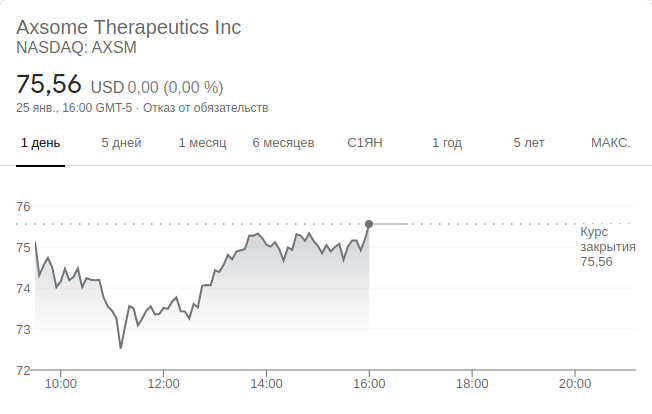 Axsome Therapeutics Inc
NASDAQ: AXSM
75,56 USD 0,00 (0,00 %)
25 янв., 16:00 GMT-5 · Отказ от обязательств
1 день 5 дней 1 месяц 6 месяцев С1ЯН 1 год 5 лет МАКС.
76
75
74
73
72
Курс
закрытия
75,56
10:00 12:00 14:00 16:00 18:00 20:00